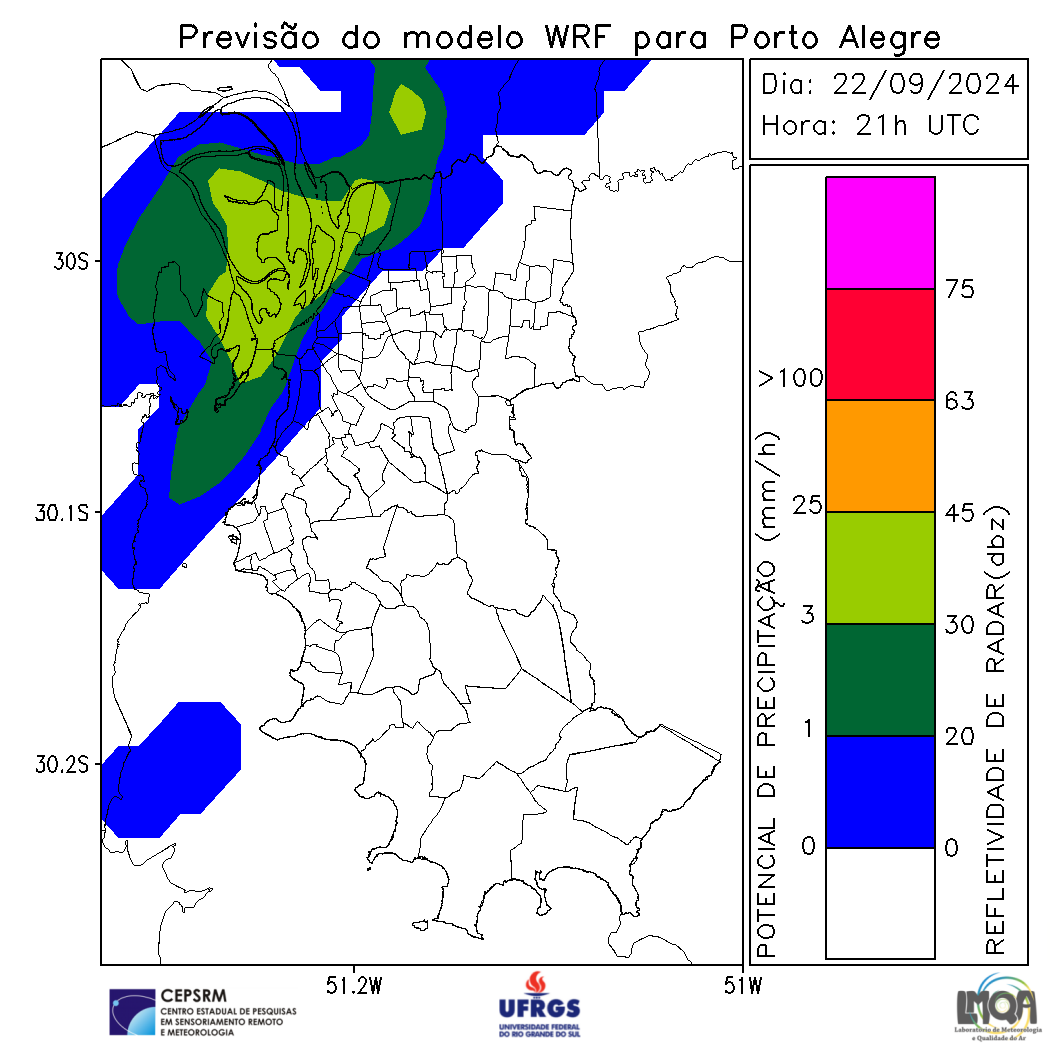 Previsão do modelo WRF para Porto Alegre
Dia: 22/09/2024
Hora: 21h UTC
30S
30.1S
30.2S
51.2W
51W
POTENCIAL DE PRECIPITAÇÃO (mm/h)
>100
25
3
1
0
75
63
45
30
20
0
REFLETIVIDADE DE RADAR(dbz)
CEPSRM
CENTRO ESTADUAL DE PESQUISAS
EM SENSORIAMENTO REMOTO
E METEOROLOGIA
UFRGS
UNIVERSIDADE FEDERAL
DO RIO GRANDE DO SUL
LMQA
Laboratório de Meteorologia
e Qualidade do Ar